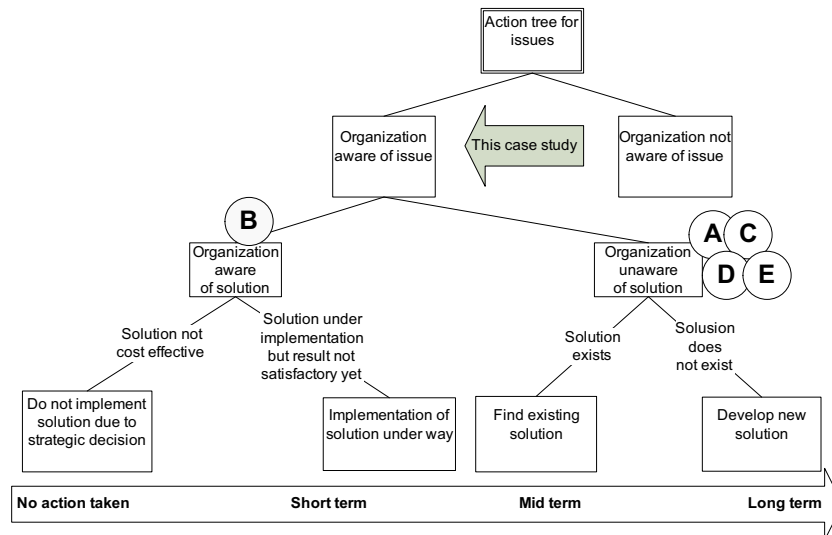 Action tree for
issues
Organization
aware of issue
This case study
Organization not
aware of issue
B
Organization
aware
of solution
Organization
unaware
of solution
A
C
D
E
Solution not
cost effective
Solution under
implementation
but result not
satisfactory yet
Solution
exists
Solusion
does
not exist
Do not implement
solution due to
strategic decision
Implementation of
solution under way
Find existing
solution
Develop new
solution
No action taken
Short term
Mid term
Long term